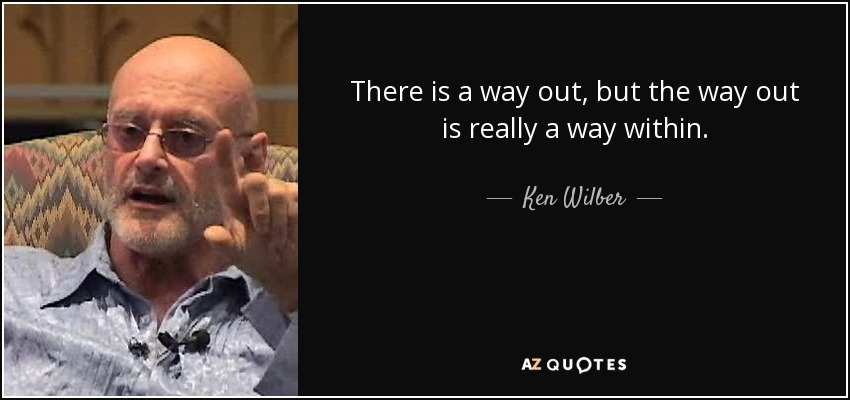 There is a way out, but the way out
is really a way within.
Ken Wilber
AZ QUOTES